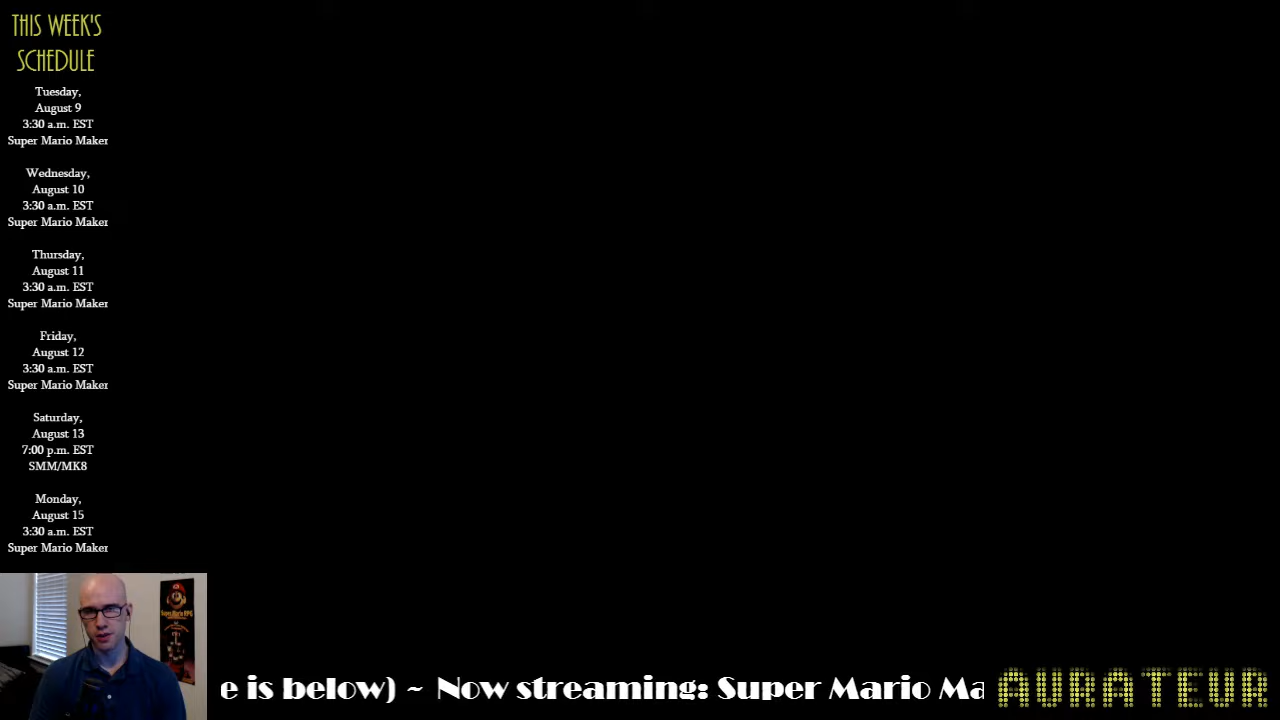 THIS WEEK'S
SCHEDULE
Tuesday,
August 9
3:30 a.m. EST
Super Mario Maker
Wednesday,
August 10
3:30 a.m. EST
Super Mario Maker
Thursday,
August 11
3:30 a.m. EST
Super Mario Maker
Friday,
August 12
3:30 a.m. EST
Super Mario Maker
Saturday,
August 13
7:00 p.m. EST
SMM/MK8
Monday,
August 15
3:30 a.m. EST
Super Mario Maker
Super Mario RPG
e is below) ~ Now streaming: Super Mario Ma
AURATEUR